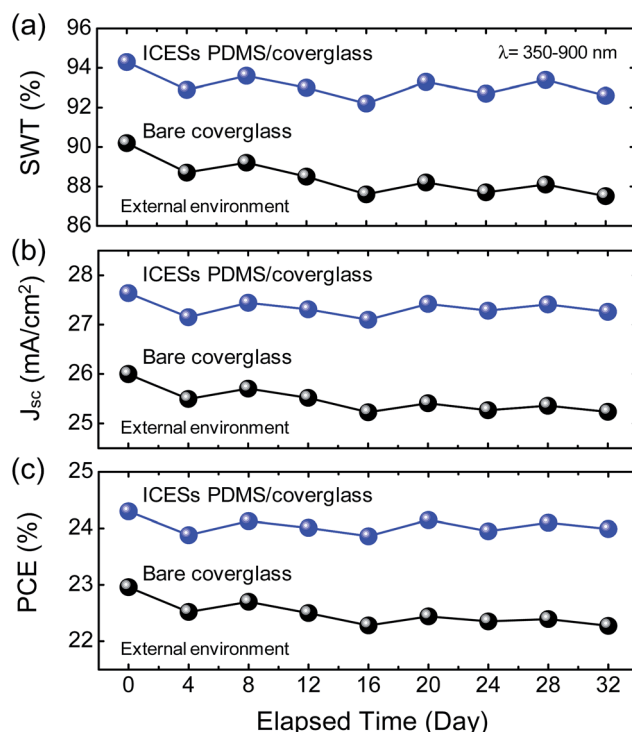 (a)
96
94
92
90
88
86
SWT (%)
ICESs PDMS/coverglass
λ= 350-900 nm
Bare coverglass
External environment
(b)
28
27
26
25
Jsc (mA/cm²)
ICESs PDMS/coverglass
Bare coverglass
External environment
(c)
25
24
23
22
PCE (%)
ICESs PDMS/coverglass
Bare coverglass
External environment
0 4 8 12 16 20 24 28 32
Elapsed Time (Day)